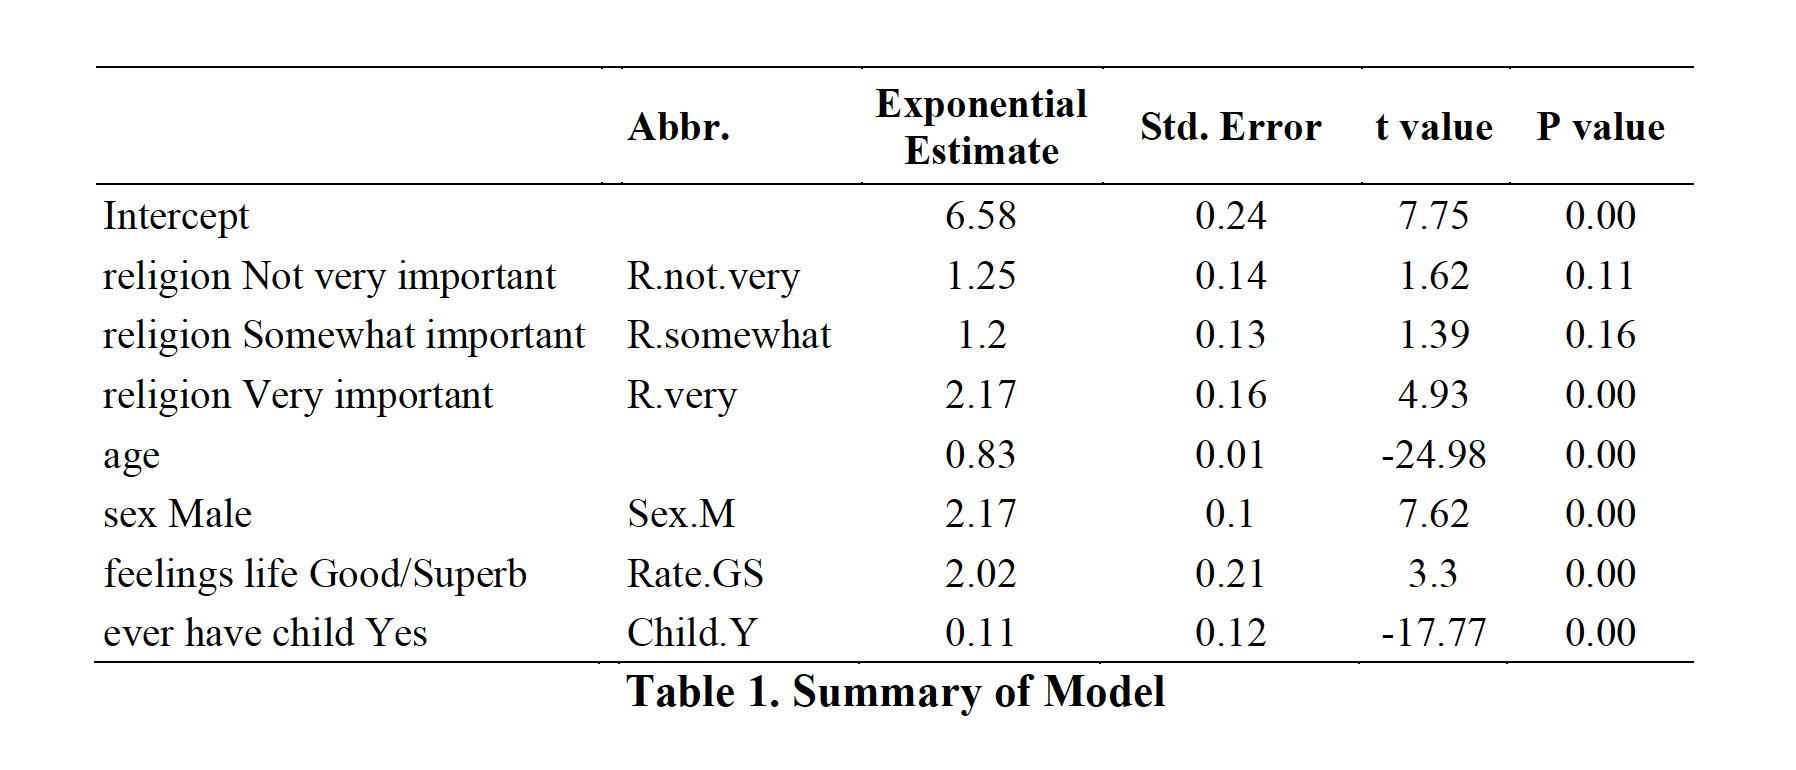 Abbr. Exponential Estimate Std. Error t value P value
Intercept 6.58 0.24 7.75 0.00
religion Not very important R.not.very 1.25 0.14 1.62 0.11
religion Somewhat important R.somewhat 1.2 0.13 1.39 0.16
religion Very important R.very 2.17 0.16 4.93 0.00
age 0.83 0.01 -24.98 0.00
sex Male Sex.M 2.17 0.1 7.62 0.00
feelings life Good/Superb Rate.GS 2.02 0.21 3.3 0.00
ever have child Yes Child.Y 0.11 0.12 -17.77 0.00
Table 1. Summary of Model